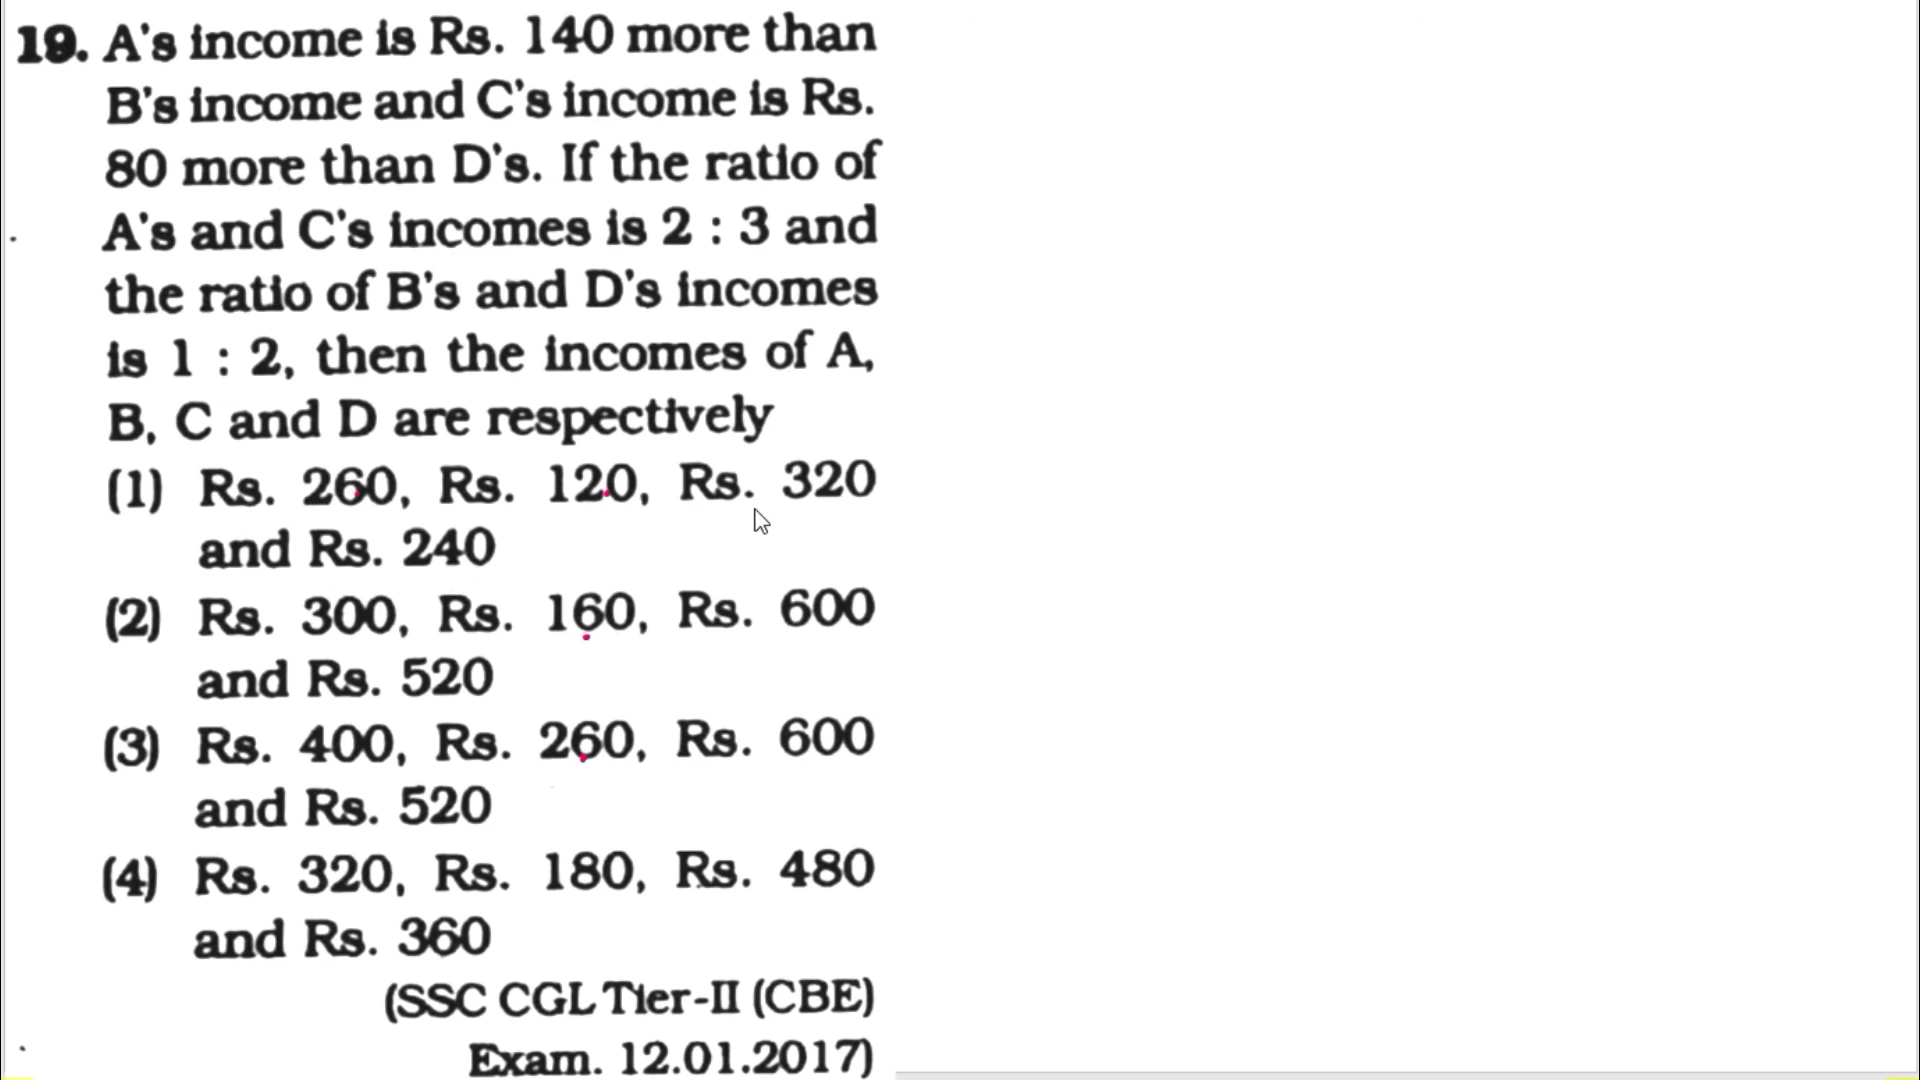 19. A's income is Rs. 140 more than
B's income and C's income is Rs.
80 more than D's. If the ratio of
A's and C's incomes is 2 : 3 and
the ratio of B's and D's incomes
is 1 : 2, then the incomes of A,
B, C and D are respectively
(1) Rs. 260, Rs. 120, Rs. 320
and Rs. 240
(2) Rs. 300, Rs. 160, Rs. 600
and Rs. 520
(3) Rs. 400, Rs. 260, Rs. 600
and Rs. 520
(4) Rs. 320, Rs. 180, Rs. 480
and Rs. 360
(SSC CGL Tier-II (CBE)
Exam. 12.01.2017)